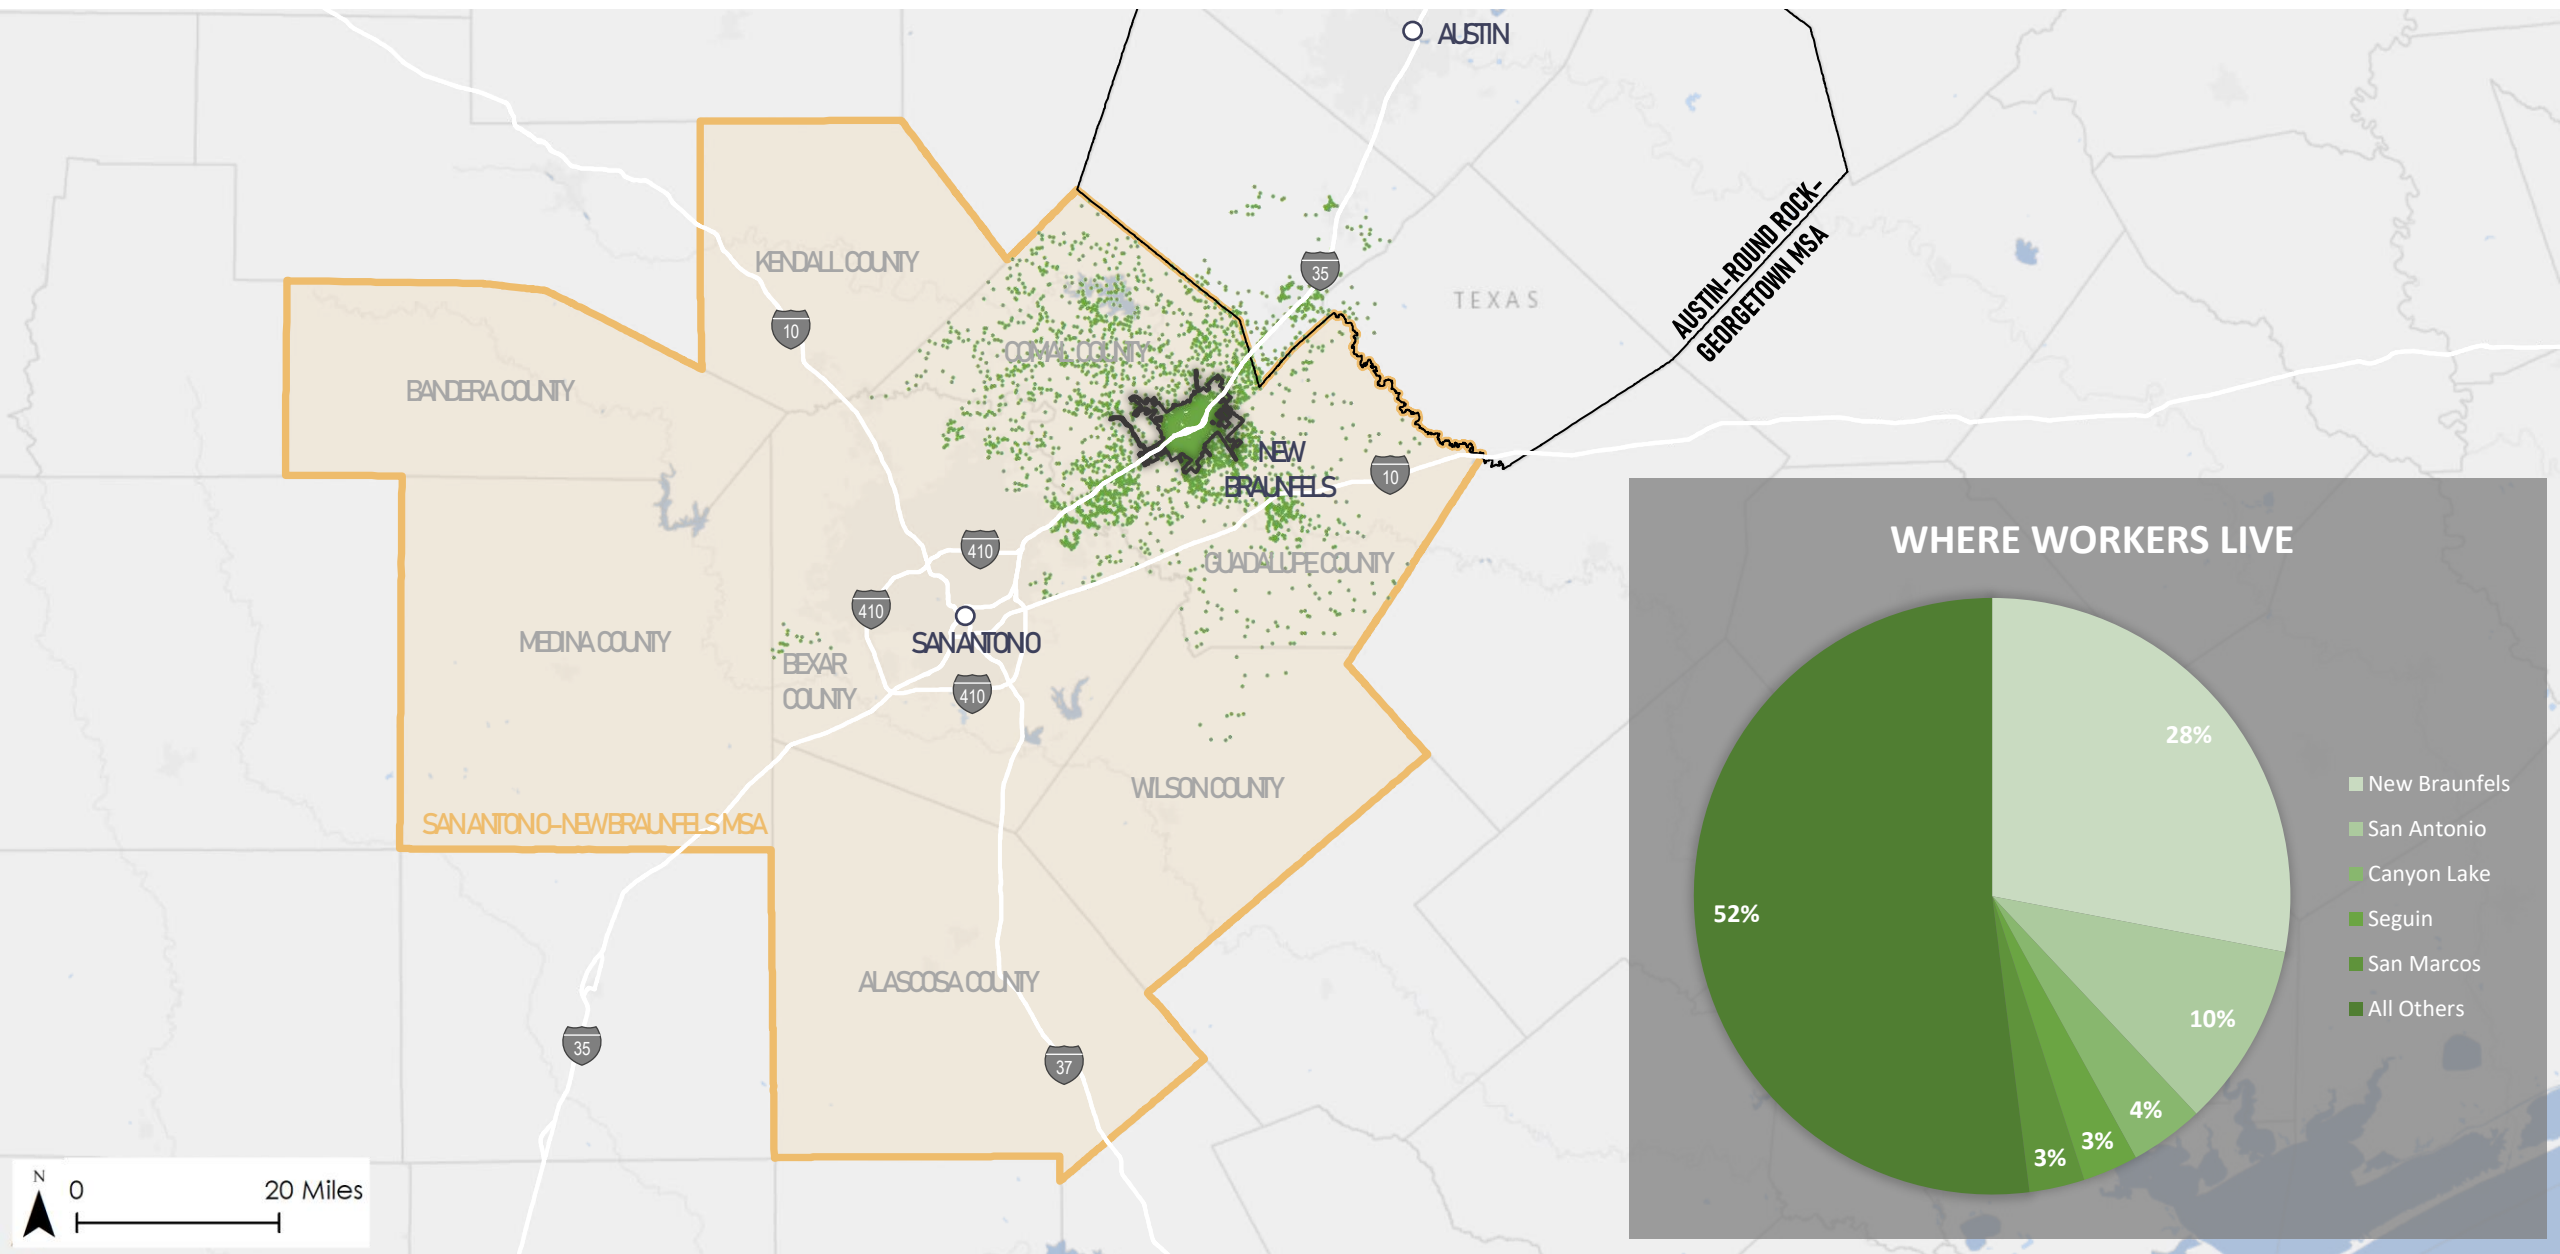 AUSTIN
AUSTIN-ROUND ROCK-
GEORGETOWN MSA
KENDALL COUNTY
35
TEXAS
10
COMAL COUNTY
BANDERA COUNTY
NEW
BRAUNFELS
10
410
GUADALUPE COUNTY
410
SAN ANTONIO
MEDINA COUNTY
BEXAR
COUNTY
410
WILSON COUNTY
SAN ANTONIO-NEW BRAUNFELS MSA
ALASCOSA COUNTY
35
37
N
0 20 Miles
WHERE WORKERS LIVE
28%
10%
4%
3%
3%
52%
New Braunfels
San Antonio
Canyon Lake
Seguin
San Marcos
All Others